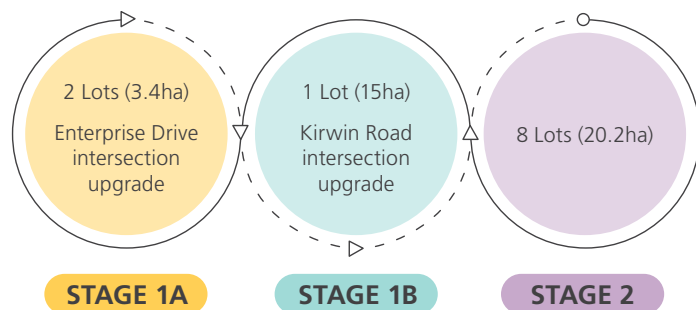 2 Lots (3.4ha)
Enterprise Drive
intersection
upgrade
STAGE 1A
1 Lot (15ha)
Kirwin Road
intersection
upgrade
STAGE 1B
8 Lots (20.2ha)
STAGE 2